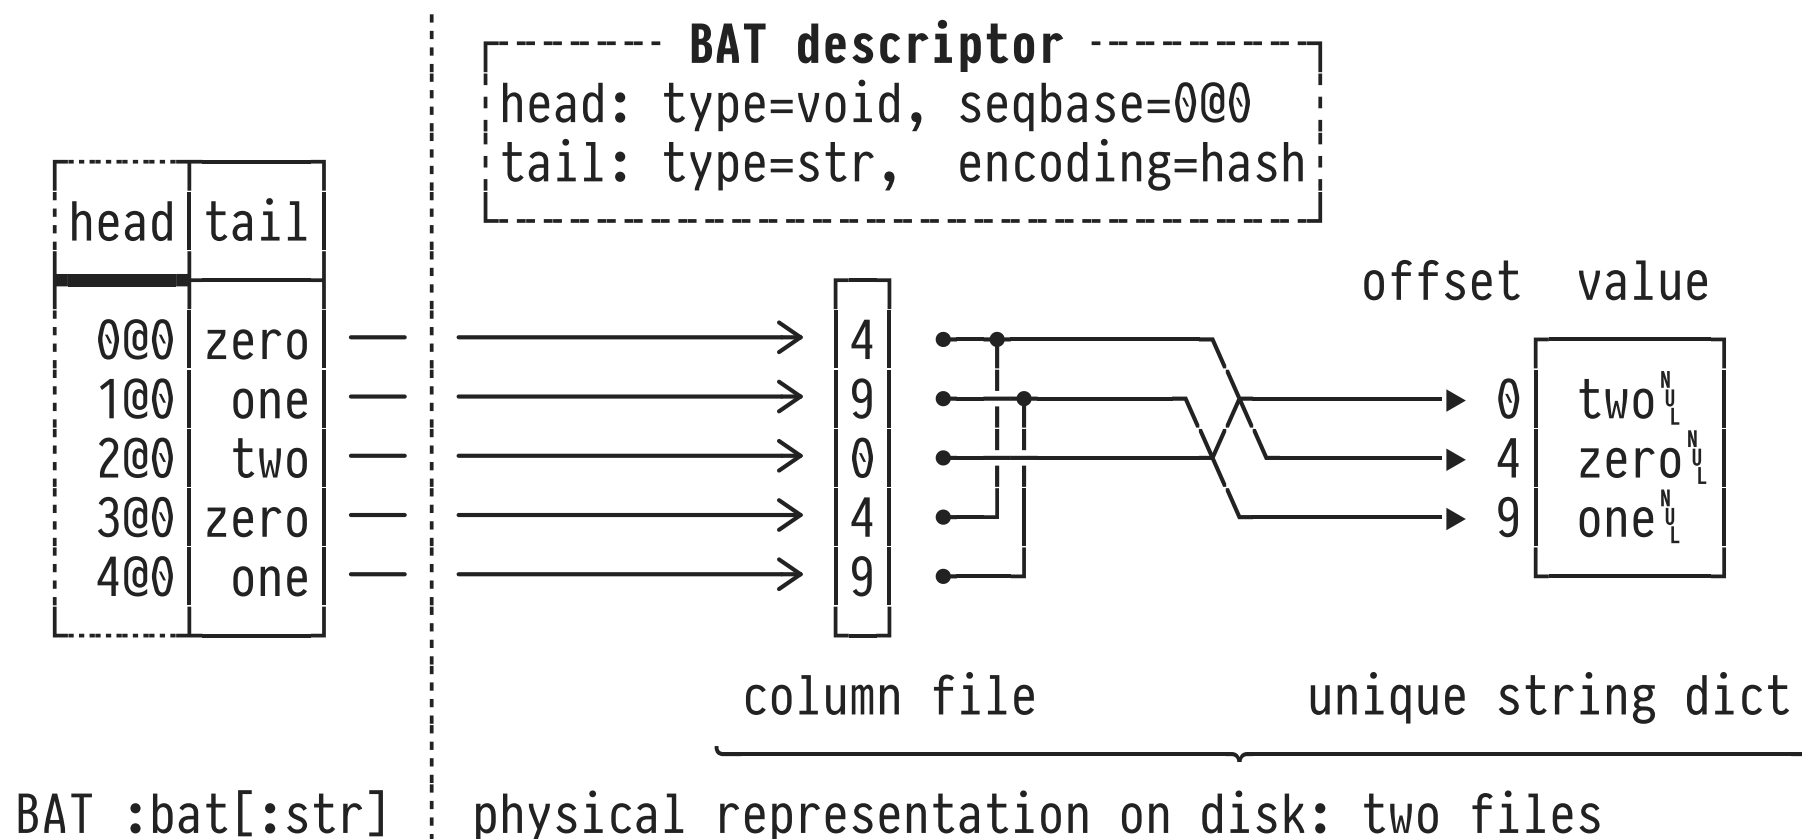 BAT descriptor
head: type=void, seqbase=0@0
tail: type=str, encoding=hash
head tail
0@0 zero
1@0 one
2@0 two
3@0 zero
4@0 one
4
9
0
4
9
offset value
0 two NUL
4 zero NUL
9 one NUL
column file
unique string dict
BAT :bat[:str]
physical representation on disk: two files